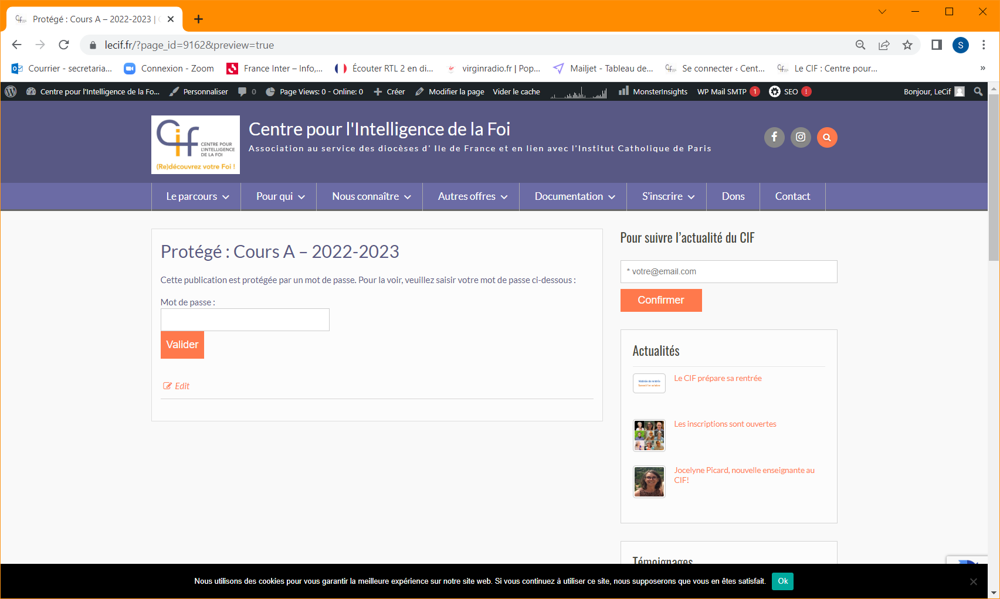 Protégé : Cours A – 2022-2023 |
lecif.fr/?page_id=9162&preview=true
S
Courrier - secretaria...
Connexion - Zoom
France Inter – Info,...
Écouter RTL 2 en di...
virginradio.fr | Pop...
Mailjet - Tableau de...
Se connecter ‹ Cent...
Le CIF : Centre pour...
»
Centre pour l'Intelligence de la Fo...
Personnaliser
0
Page Views: 0 - Online: 0
Créer
Modifier la page
Vider le cache
MonsterInsights
WP Mail SMTP 1
SEO !
Bonjour, LeCif
Cif
CENTRE POUR
L'INTELLIGENCE
DE LA FOI
(Re)découvrez votre Foi !
Centre pour l'Intelligence de la Foi
Association au service des diocèses d' Ile de France et en lien avec l'Institut Catholique de Paris
Le parcours
Pour qui
Nous connaître
Autres offres
Documentation
S'inscrire
Dons
Contact
Protégé : Cours A – 2022-2023
Cette publication est protégée par un mot de passe. Pour la voir, veuillez saisir votre mot de passe ci-dessous :
Mot de passe :
Valider
Edit
Pour suivre l'actualité du CIF
* votre@email.com
Confirmer
Actualités
Matinée de rentrée
Samedi 1er octobre
Le CIF prépare sa rentrée
Les inscriptions sont ouvertes
Jocelyne Picard, nouvelle enseignante au
CIF!
Témoignages
Nous utilisons des cookies pour vous garantir la meilleure expérience sur notre site web. Si vous continuez à utiliser ce site, nous supposerons que vous en êtes satisfait.
Ok